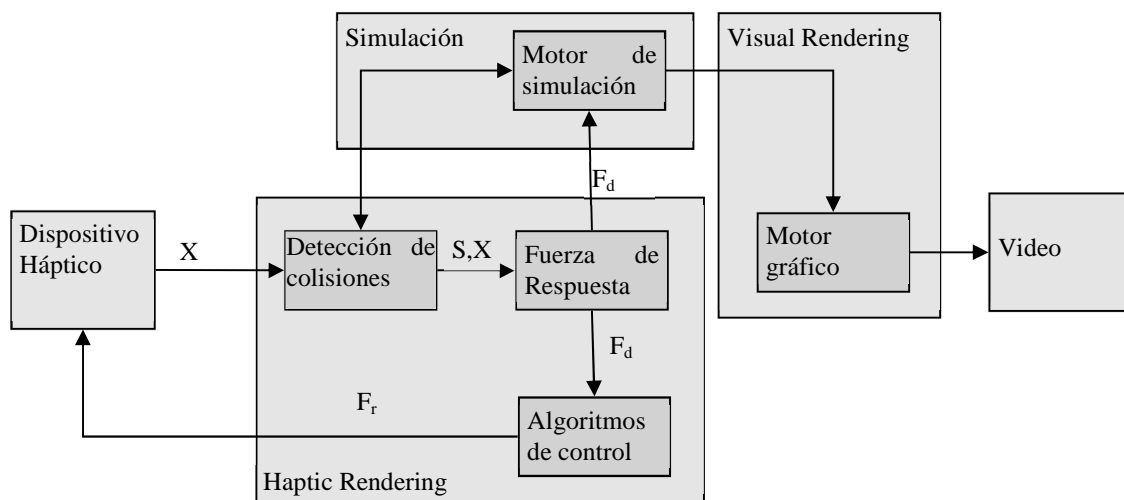 Simulación
Motor de
simulación
Visual Rendering
F_d
Dispositivo
Háptico
X
Detección de
colisiones
S,X
Fuerza de
Respuesta
Motor
gráfico
Video
F_d
F_r
Algoritmos
de control
Haptic Rendering